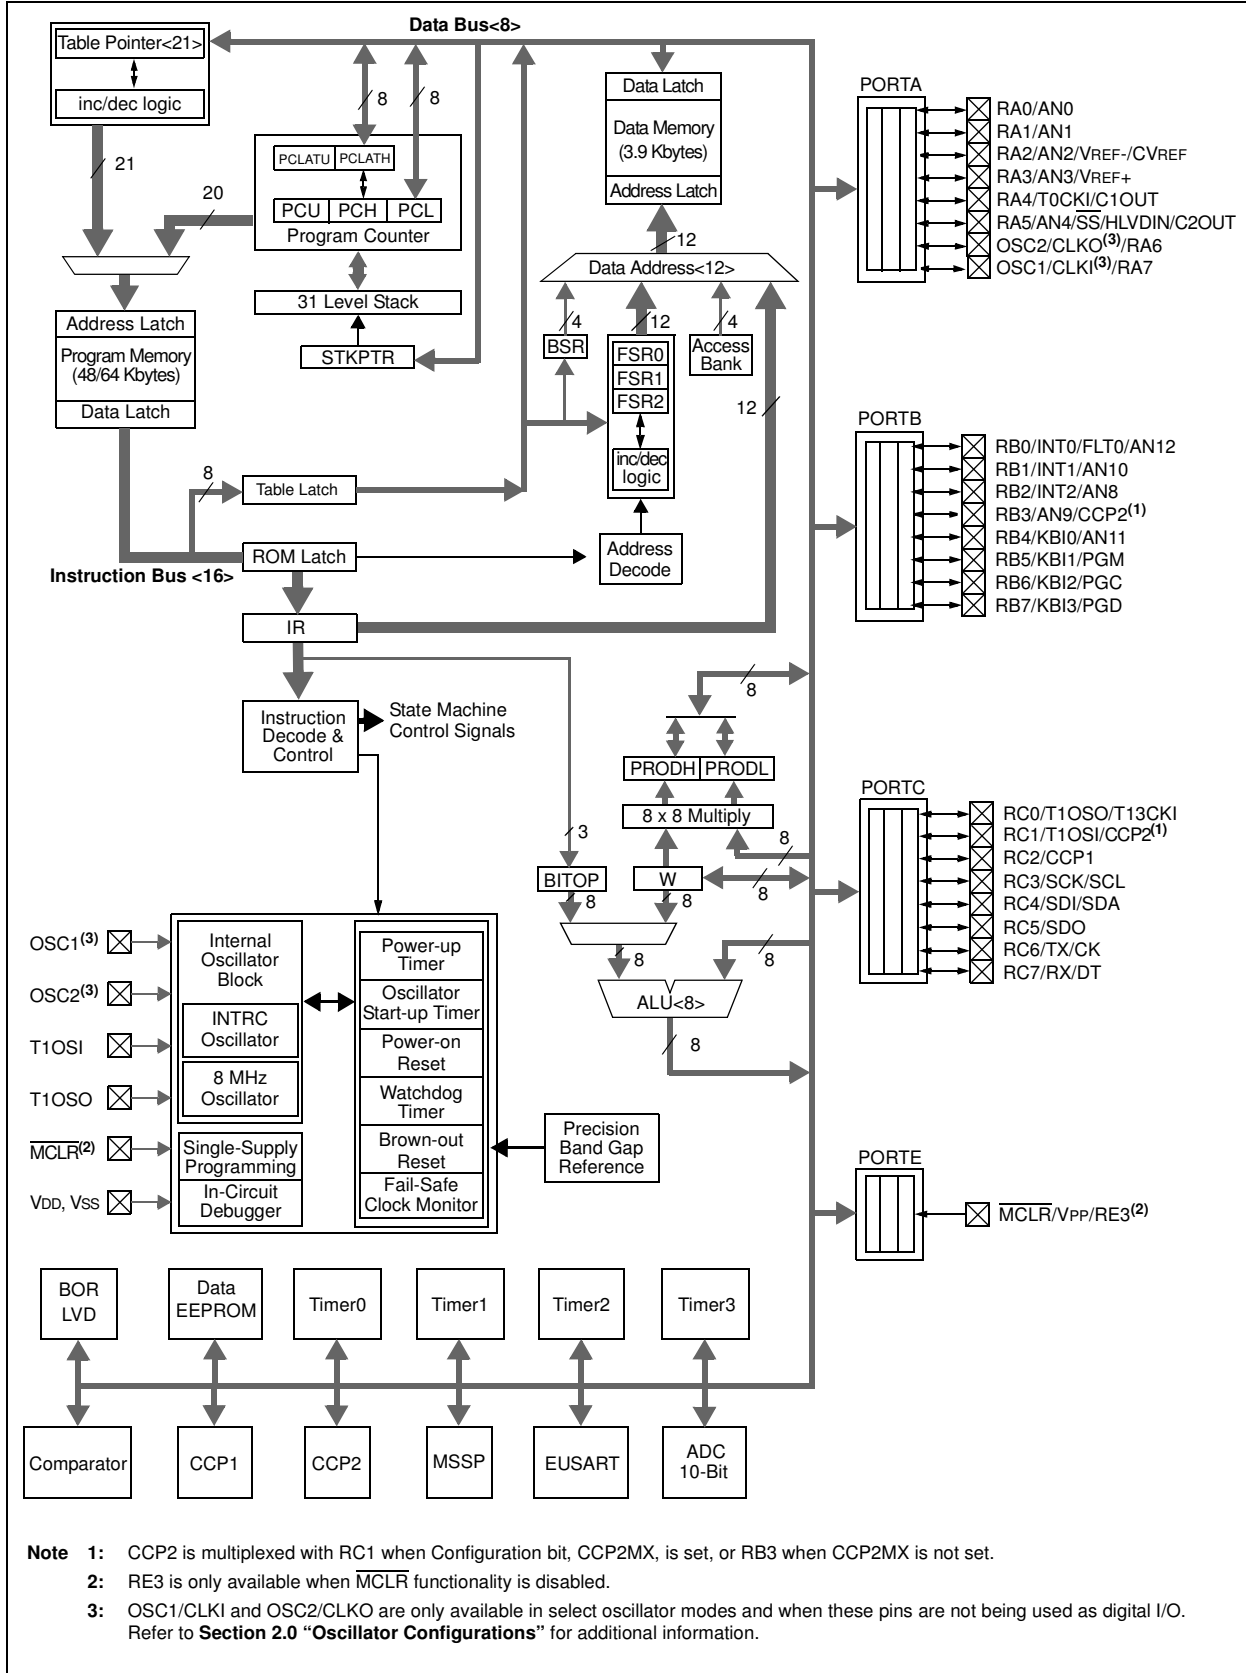 Data Bus<8>
Table Pointer<21>
inc/dec logic
21
20
8
8
PCLATU PCLATH
PCU PCH PCL
Program Counter
31 Level Stack
STKPTR
Data Latch
Data Memory
(3.9 Kbytes)
Address Latch
12
Data Address<12>
4
12
4
BSR
FSR0
FSR1
FSR2
inc/dec
logic
Access
Bank
12
Address Latch
Program Memory
(48/64 Kbytes)
Data Latch
8
Table Latch
ROM Latch
Instruction Bus <16>
Address
Decode
IR
Instruction
Decode &
Control
State Machine
Control Signals
8
PRODH PRODL
8 x 8 Multiply
3
8
BITOP
W
8
8
8
8
8
ALU<8>
8
OSC1(3)
OSC2(3)
T1OSI
T1OSO
MCLR(2)
VDD, VSS
Internal
Oscillator
Block
INTRC
Oscillator
8 MHz
Oscillator
Single-Supply
Programming
In-Circuit
Debugger
Power-up
Timer
Oscillator
Start-up Timer
Power-on
Reset
Watchdog
Timer
Brown-out
Reset
Fail-Safe
Clock Monitor
Precision
Band Gap
Reference
PORTA
RA0/AN0
RA1/AN1
RA2/AN2/VREF-/CVREF
RA3/AN3/VREF+
RA4/T0CKI/C1OUT
RA5/AN4/SS/HLVDIN/C2OUT
OSC2/CLKO(3)/RA6
OSC1/CLKI(3)/RA7
PORTB
RB0/INT0/FLT0/AN12
RB1/INT1/AN10
RB2/INT2/AN8
RB3/AN9/CCP2(1)
RB4/KBI0/AN11
RB5/KBI1/PGM
RB6/KBI2/PGC
RB7/KBI3/PGD
PORTC
RC0/T1OSO/T13CKI
RC1/T1OSI/CCP2(1)
RC2/CCP1
RC3/SCK/SCL
RC4/SDI/SDA
RC5/SDO
RC6/TX/CK
RC7/RX/DT
PORTE
MCLR/VPP/RE3(2)
BOR
LVD
Data
EEPROM
Timer0
Timer1
Timer2
Timer3
Comparator
CCP1
CCP2
MSSP
EUSART
ADC
10-Bit
Note 1: CCP2 is multiplexed with RC1 when Configuration bit, CCP2MX, is set, or RB3 when CCP2MX is not set.
2: RE3 is only available when MCLR functionality is disabled.
3: OSC1/CLKI and OSC2/CLKO are only available in select oscillator modes and when these pins are not being used as digital I/O.
Refer to Section 2.0 “Oscillator Configurations” for additional information.